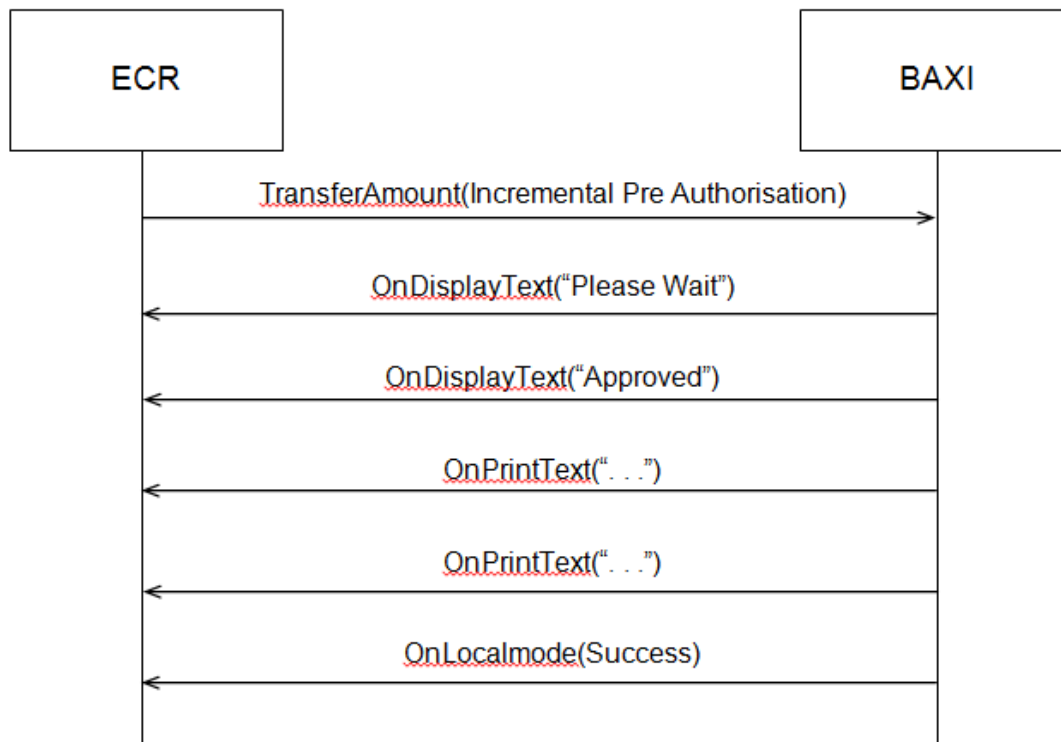 ECR
BAXI
TransferAmount(Incremental Pre Authorisation)
OnDisplayText(“Please Wait”)
OnDisplayText(“Approved”)
OnPrintText(“. . .”)
OnPrintText(“. . .”)
OnLocalmode(Success)